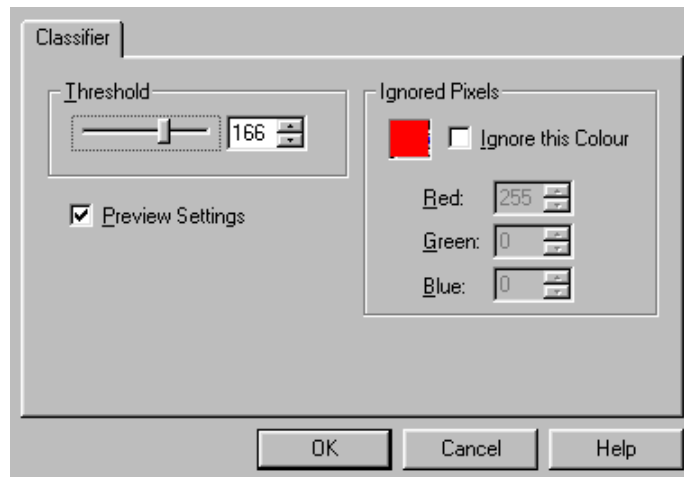 Classifier
Threshold
166
Preview Settings
Ignored Pixels
Ignore this Colour
Red: 255
Green: 0
Blue: 0
OK Cancel Help